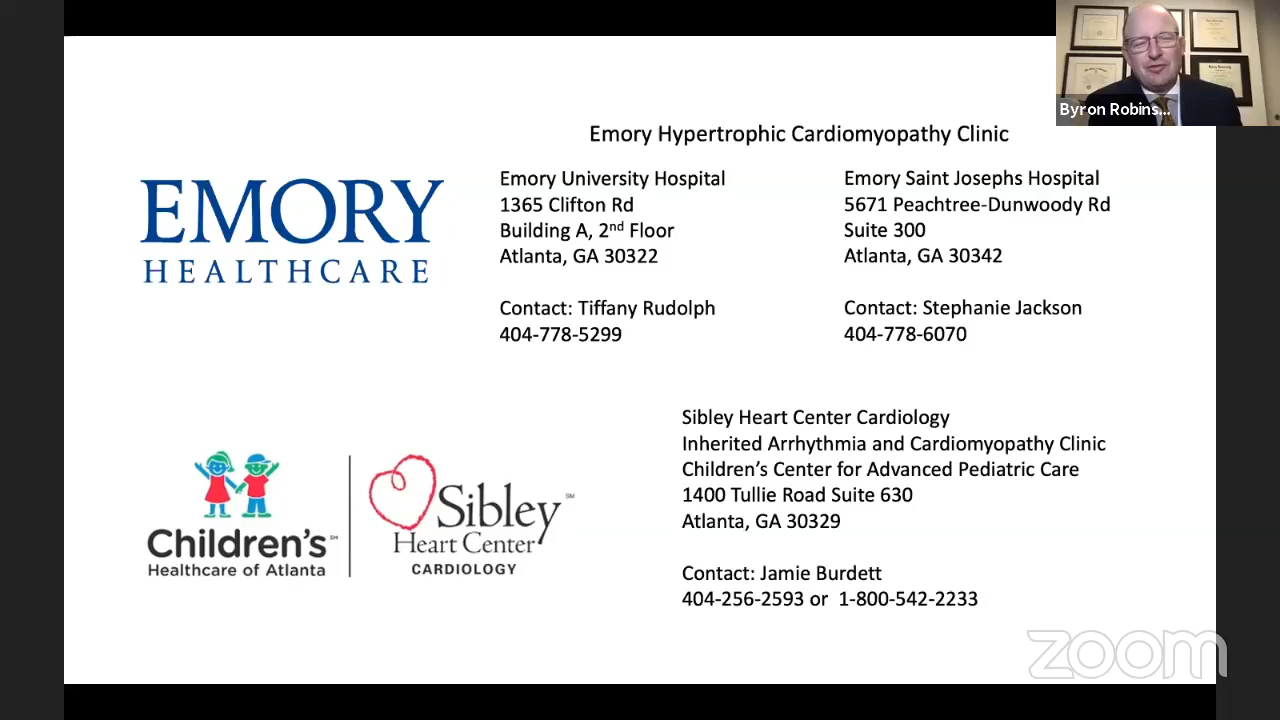 Byron Robins...
Emory Hypertrophic Cardiomyopathy Clinic
EMORY
HEALTHCARE
Emory University Hospital
1365 Clifton Rd
Building A, 2nd Floor
Atlanta, GA 30322
Contact: Tiffany Rudolph
404-778-5299
Emory Saint Josephs Hospital
5671 Peachtree-Dunwoody Rd
Suite 300
Atlanta, GA 30342
Contact: Stephanie Jackson
404-778-6070
Children's SM
Healthcare of Atlanta
Sibley SM
Heart Center
CARDIOLOGY
Sibley Heart Center Cardiology
Inherited Arrhythmia and Cardiomyopathy Clinic
Children's Center for Advanced Pediatric Care
1400 Tullie Road Suite 630
Atlanta, GA 30329
Contact: Jamie Burdett
404-256-2593 or 1-800-542-2233
zoom